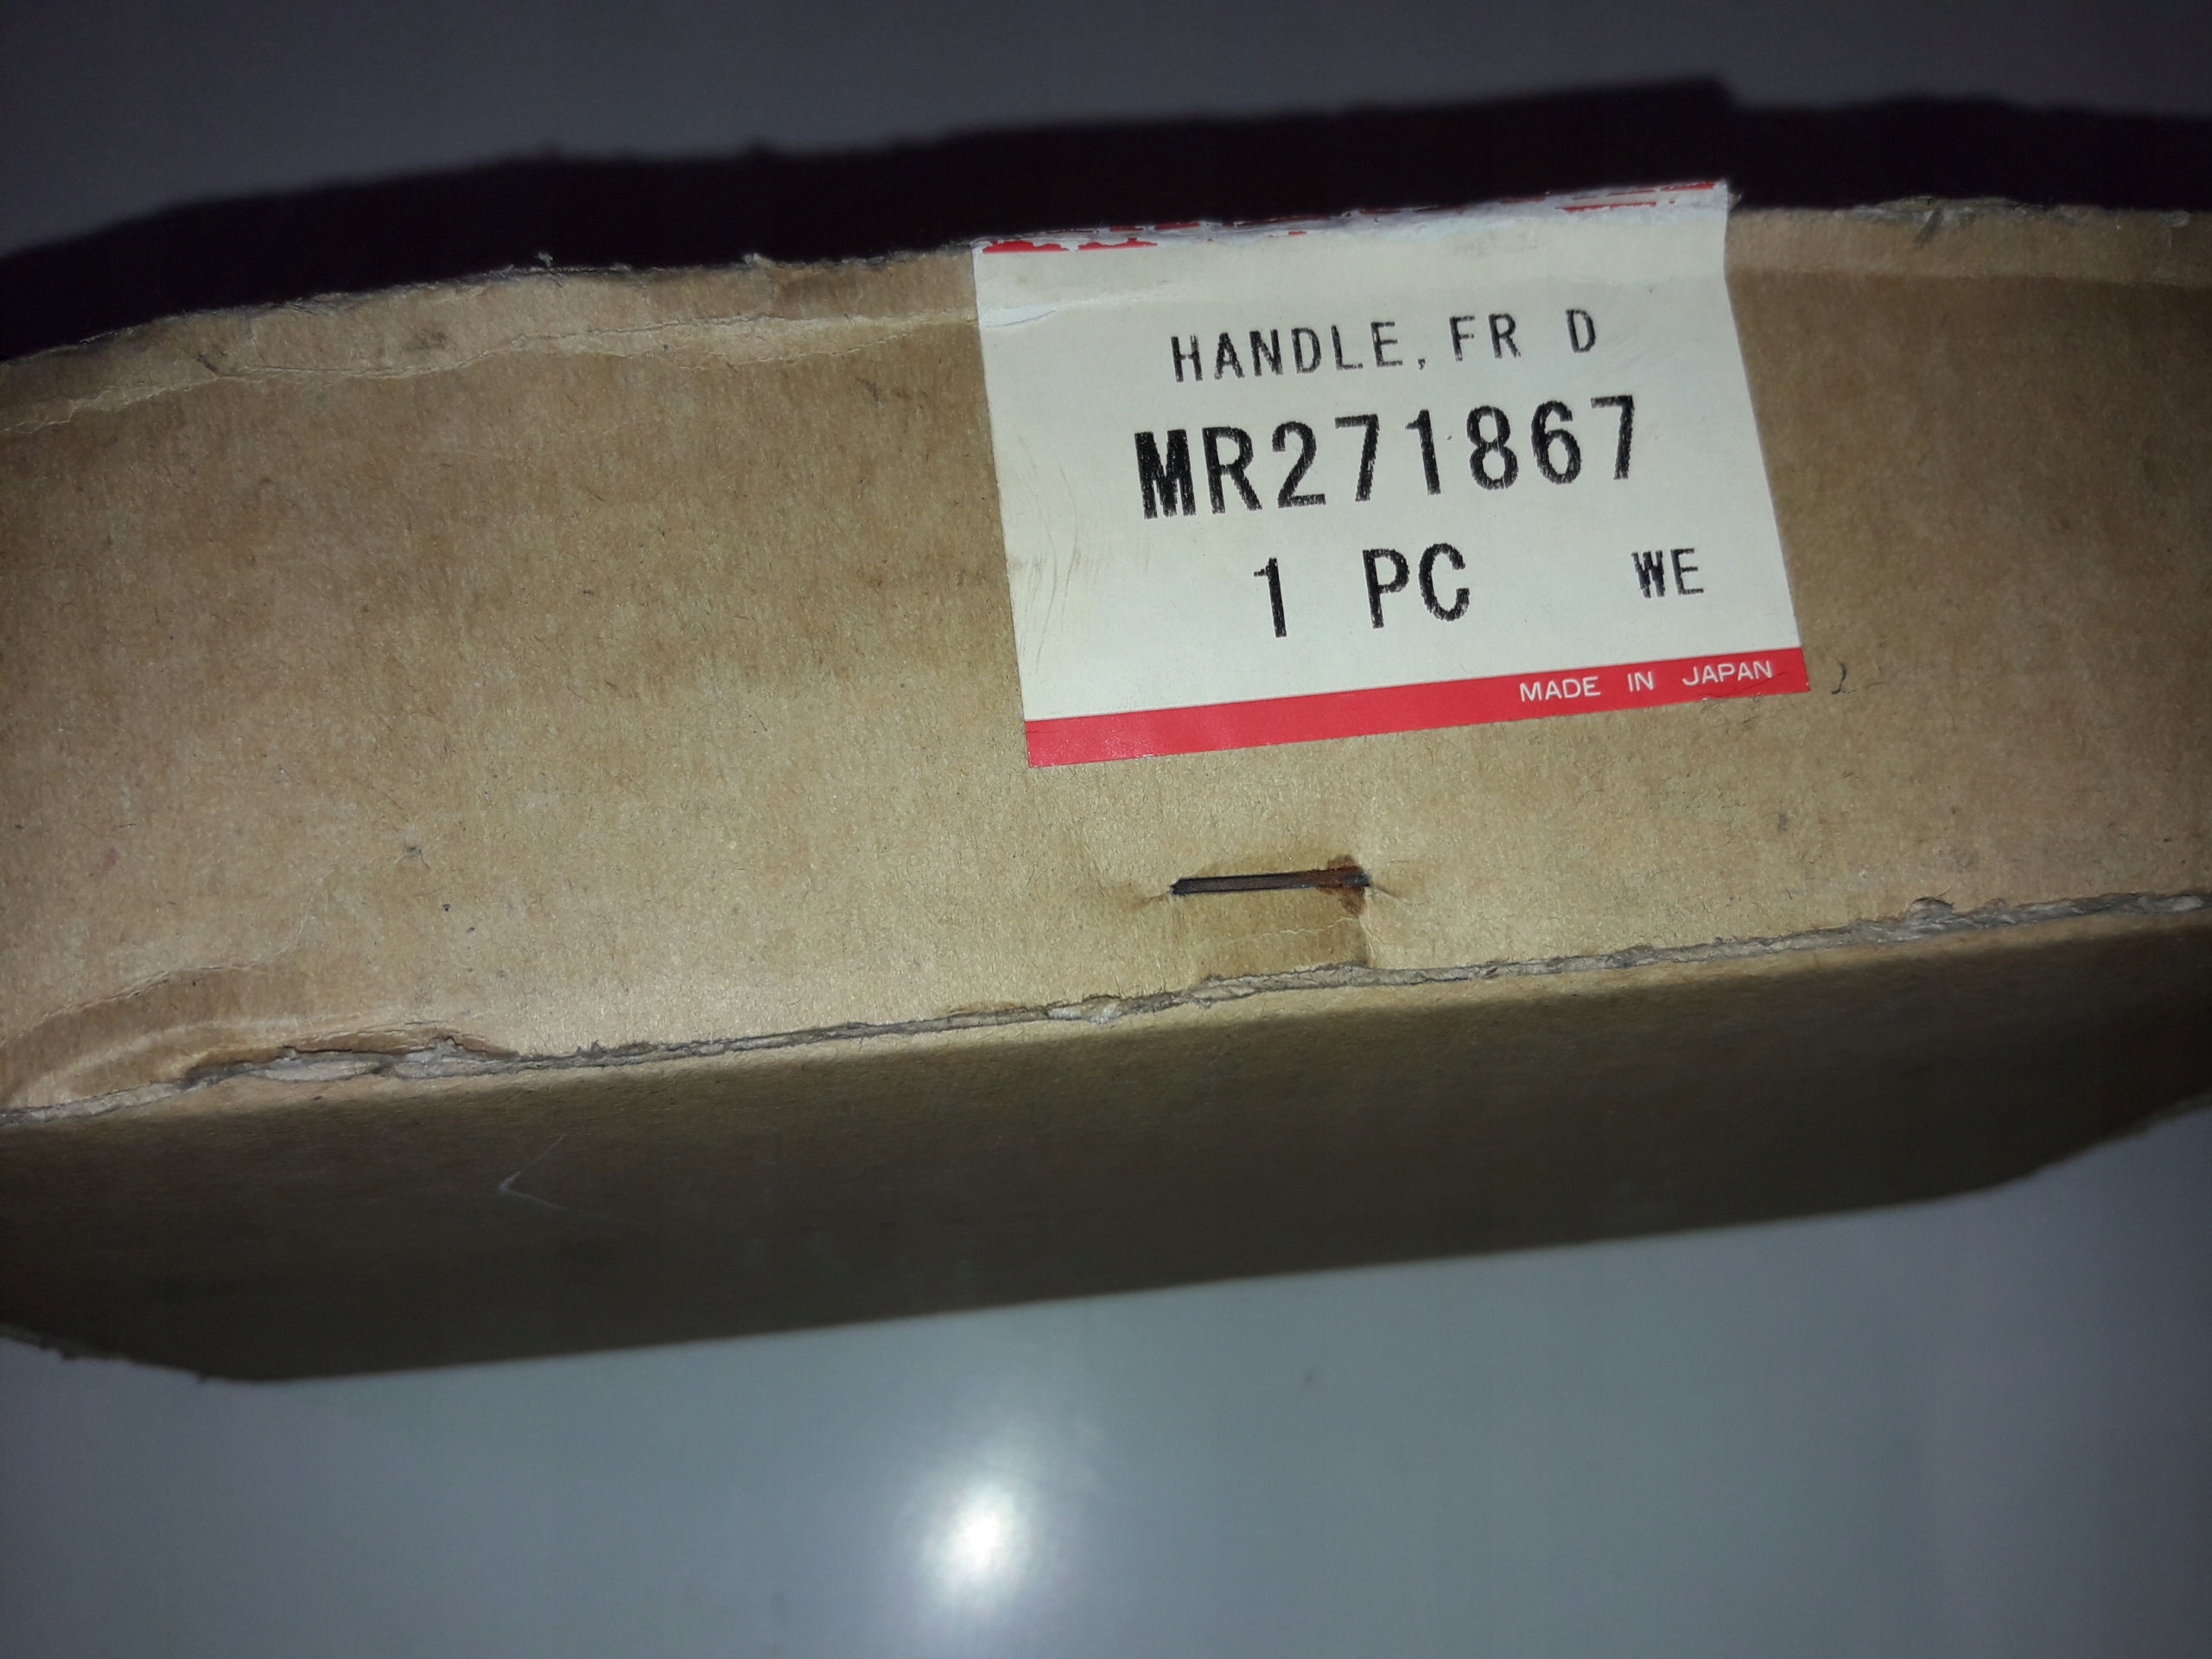 HANDLE, FR D
MR271867
1 PC WE
MADE IN JAPAN